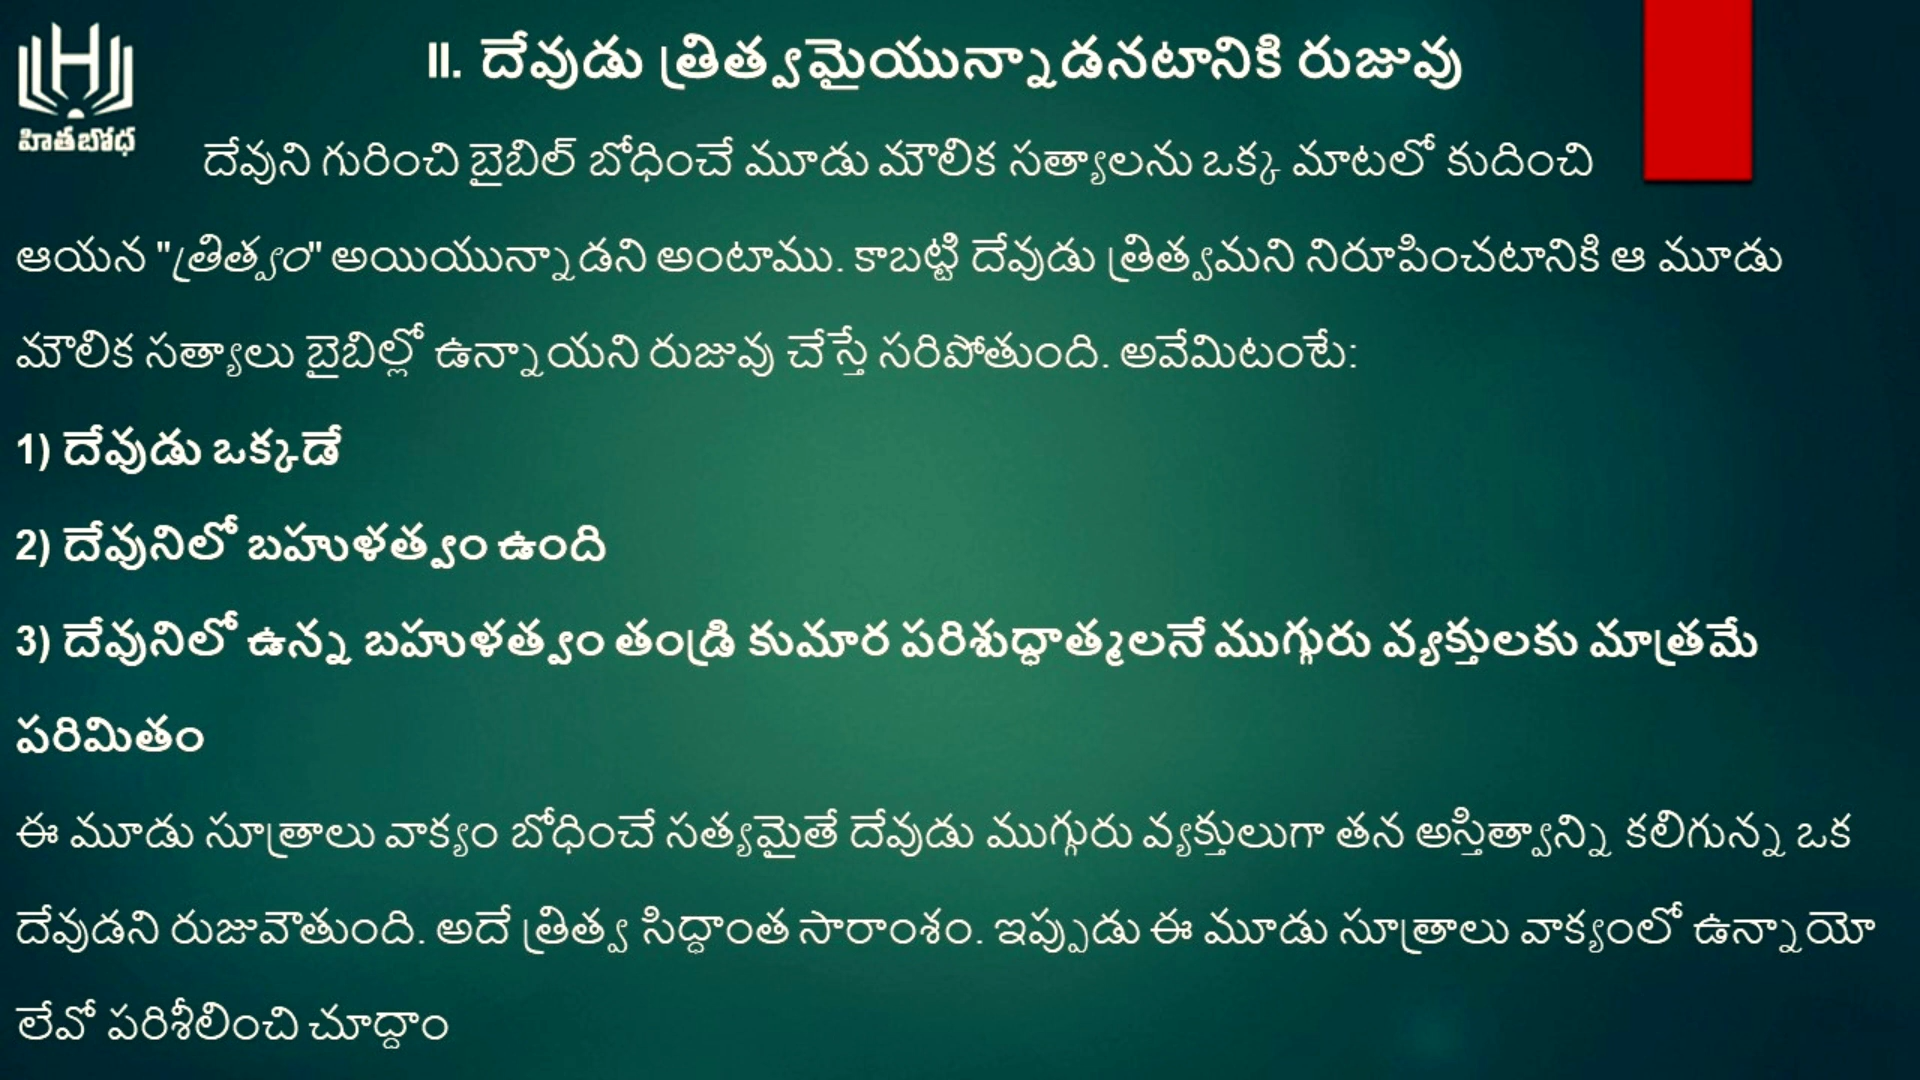 హితబోధ
II. దేవుడు త్రిత్వమైయున్నాడనటానికి రుజువు
దేవుని గురించి బైబిల్ బోధించే మూడు మౌలిక సత్యాలను ఒక్క మాటలో కుదించి
ఆయన "త్రిత్వం" అయియున్నాడని అంటాము. కాబట్టి దేవుడు త్రిత్వమని నిరూపించటానికి ఆ మూడు
మౌలిక సత్యాలు బైబిల్లో ఉన్నాయని రుజువు చేస్తే సరిపోతుంది. అవేమిటంటే:
1) దేవుడు ఒక్కడే
2) దేవునిలో బహుళత్వం ఉంది
3) దేవునిలో ఉన్న బహుళత్వం తండ్రి కుమార పరిశుద్ధాత్మలనే ముగ్గురు వ్యక్తులకు మాత్రమే
పరిమితం
ఈ మూడు సూత్రాలు వాక్యం బోధించే సత్యమైతే దేవుడు ముగ్గురు వ్యక్తులుగా తన అస్తిత్వాన్ని కలిగున్న ఒక
దేవుడని రుజువౌతుంది. అదే త్రిత్వ సిద్ధాంత సారాంశం. ఇప్పుడు ఈ మూడు సూత్రాలు వాక్యంలో ఉన్నాయో
లేవో పరిశీలించి చూద్దాం